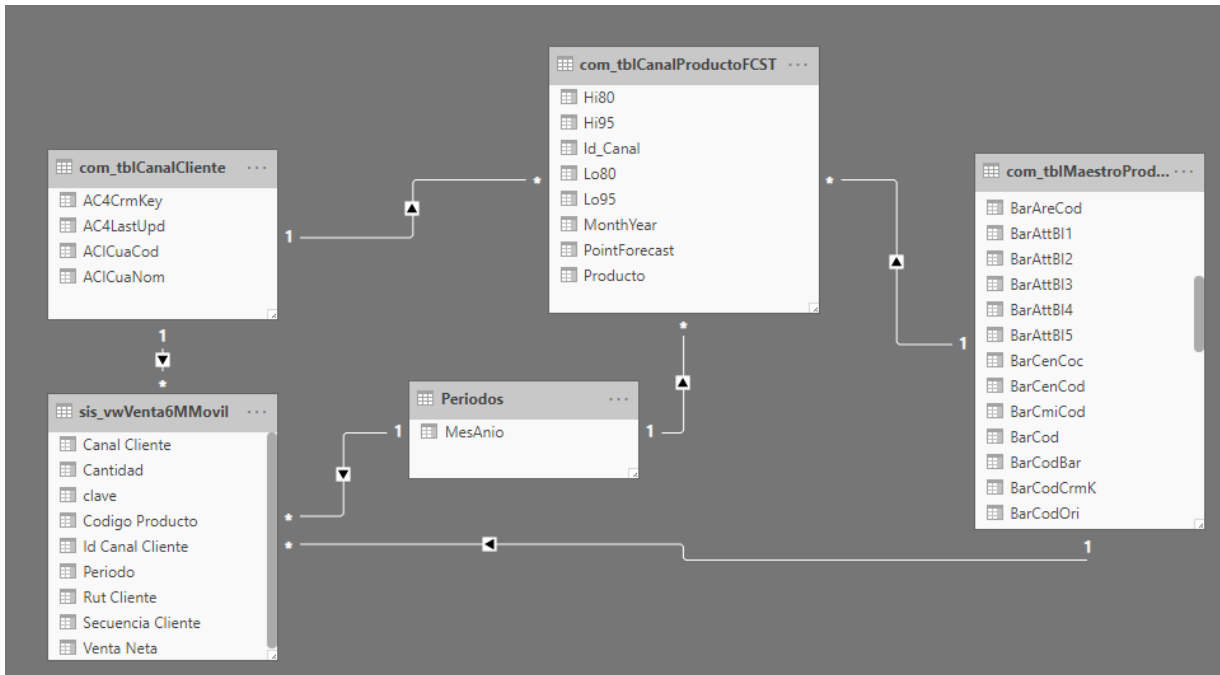 com_tblCanalProductoFCST ...
Hi80
Hi95
Id_Canal
Lo80
Lo95
MonthYear
PointForecast
Producto
com_tblCanalCliente ...
AC4CrmKey
AC4LastUpd
AClCuaCod
AClCuaNom
com_tblMaestroProd... ...
BarAreCod
BarAttBI1
BarAttBI2
BarAttBI3
BarAttBI4
BarAttBI5
BarCenCoc
BarCenCod
BarCmiCod
BarCod
BarCodBar
BarCodCrmK
BarCodOri
1
*
*
1
1
*
*
Periodos ...
MesAnio
1
1
sis_vwVenta6MMovil ...
Canal Cliente
Cantidad
clave
Codigo Producto
Id Canal Cliente
Periodo
Rut Cliente
Secuencia Cliente
Venta Neta
*
*
1